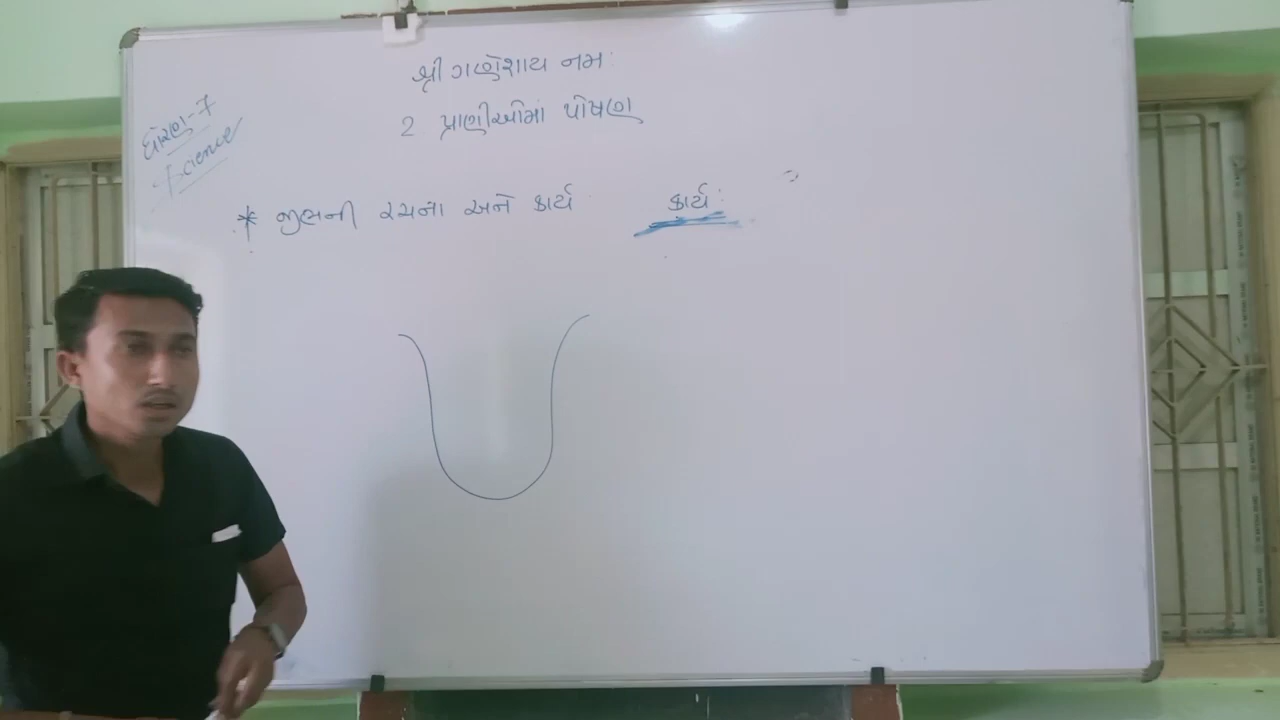 શ્રી ગણેશાય નમઃ
2 પ્રાણીઓમાં પોષણ
ધોરણ-7
Science
* જીભની રચના અને કાર્ય
કાર્ય: